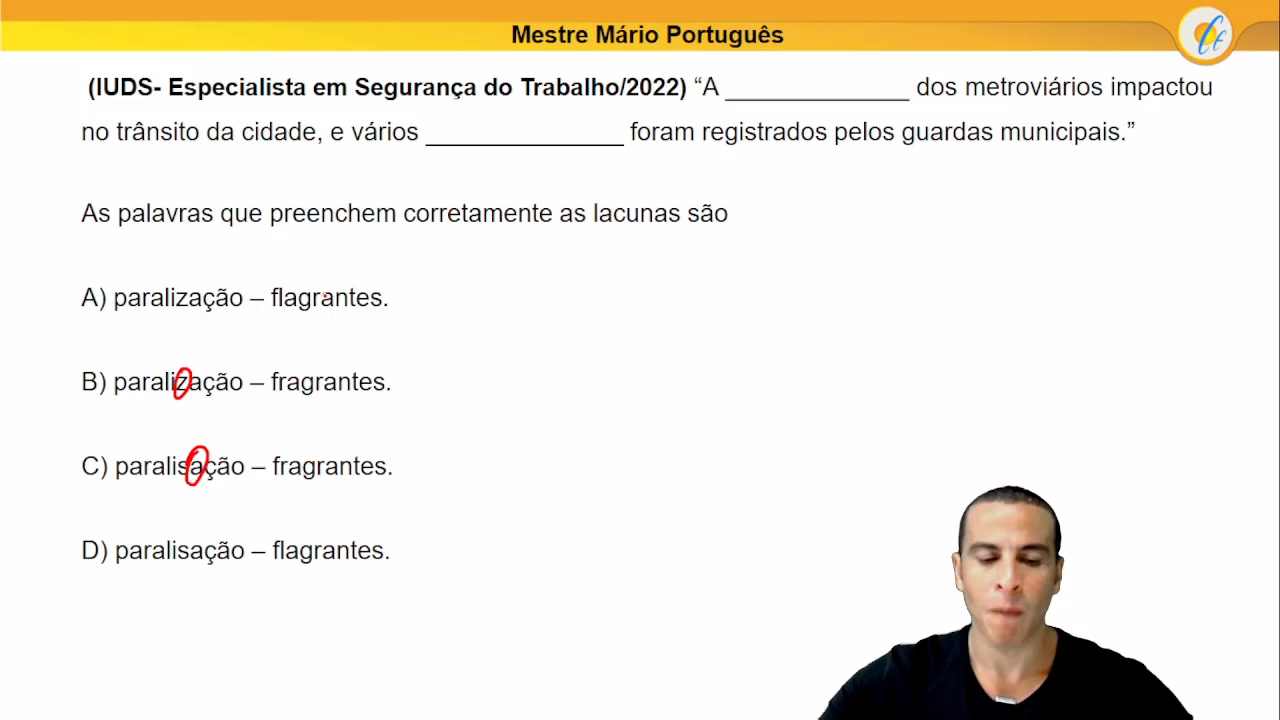 Mestre Mário Português
(IUDS- Especialista em Segurança do Trabalho/2022) “A _____________ dos metroviários impactou
no trânsito da cidade, e vários ______________ foram registrados pelos guardas municipais.”
As palavras que preenchem corretamente as lacunas são
A) paralização – flagrantes.
B) paralização – fragrantes.
C) paralisação – fragrantes.
D) paralisação – flagrantes.